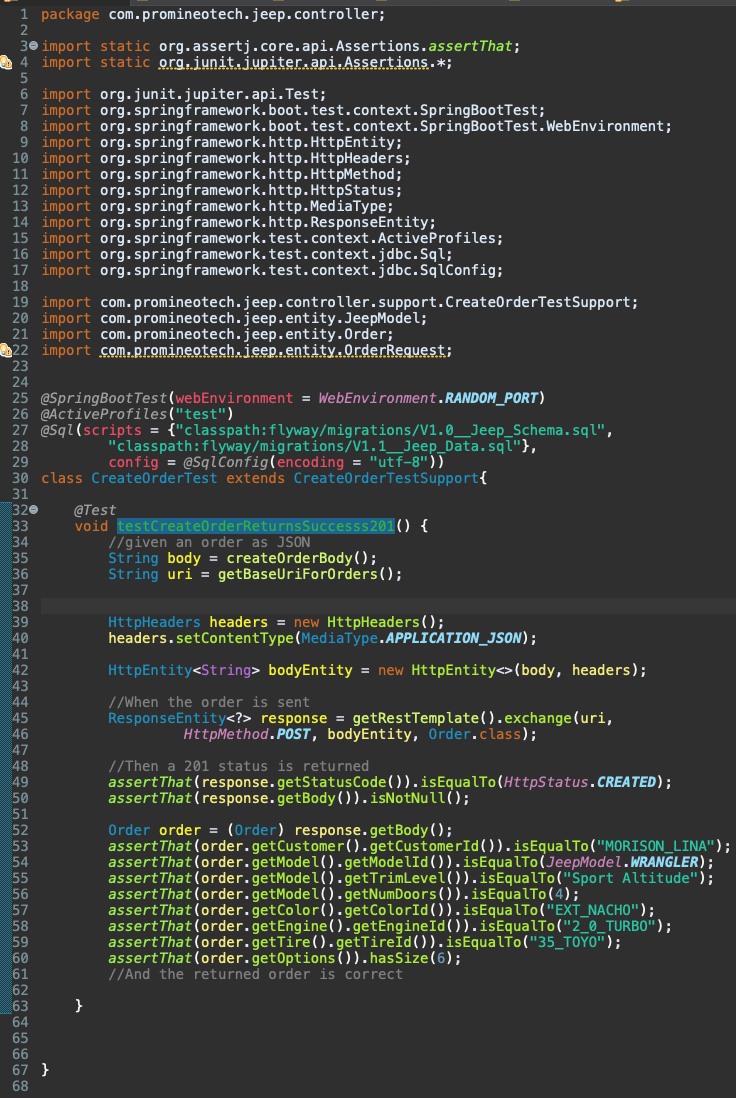 1 package com.promineotech.jeep.controller;
2
3 import static org.assertj.core.api.Assertions.assertThat;
4 import static org.junit.jupiter.api.Assertions.*;
5
6 import org.junit.jupiter.api.Test;
7 import org.springframework.boot.test.context.SpringBootTest;
8 import org.springframework.boot.test.context.SpringBootTest.WebEnvironment;
9 import org.springframework.http.HttpEntity;
10 import org.springframework.http.HttpHeaders;
11 import org.springframework.http.HttpMethod;
12 import org.springframework.http.HttpStatus;
13 import org.springframework.http.MediaType;
14 import org.springframework.http.ResponseEntity;
15 import org.springframework.test.context.ActiveProfiles;
16 import org.springframework.test.context.jdbc.Sql;
17 import org.springframework.test.context.jdbc.SqlConfig;
18
19 import com.promineotech.jeep.controller.support.CreateOrderTestSupport;
20 import com.promineotech.jeep.entity.JeepModel;
21 import com.promineotech.jeep.entity.Order;
22 import com.promineotech.jeep.entity.OrderRequest;
23
24
25 @SpringBootTest(webEnvironment = WebEnvironment.RANDOM_PORT)
26 @ActiveProfiles("test")
27 @Sql(scripts = {"classpath:flyway/migrations/V1.0__Jeep_Schema.sql",
28 "classpath:flyway/migrations/V1.1__Jeep_Data.sql"},
29 config = @SqlConfig(encoding = "utf-8"))
30 class CreateOrderTest extends CreateOrderTestSupport{
31
32 @Test
33 void testCreateOrderReturnsSuccesss201() {
34 //given an order as JSON
35 String body = createOrderBody();
36 String uri = getBaseUriForOrders();
37
38
39 HttpHeaders headers = new HttpHeaders();
40 headers.setContentType(MediaType.APPLICATION_JSON);
41
42 HttpEntity<String> bodyEntity = new HttpEntity<>(body, headers);
43
44 //When the order is sent
45 ResponseEntity<?> response = getRestTemplate().exchange(uri,
46 HttpMethod.POST, bodyEntity, Order.class);
47
48 //Then a 201 status is returned
49 assertThat(response.getStatusCode()).isEqualTo(HttpStatus.CREATED);
50 assertThat(response.getBody()).isNotNull();
51
52 Order order = (Order) response.getBody();
53 assertThat(order.getCustomer().getCustomerId()).isEqualTo("MORISON_LINA");
54 assertThat(order.getModel().getModelId()).isEqualTo(JeepModel.WRANGLER);
55 assertThat(order.getModel().getTrimLevel()).isEqualTo("Sport Altitude");
56 assertThat(order.getModel().getNumDoors()).isEqualTo(4);
57 assertThat(order.getColor().getColorId()).isEqualTo("EXT_NACHO");
58 assertThat(order.getEngine().getEngineId()).isEqualTo("2_0_TURBO");
59 assertThat(order.getTire().getTireId()).isEqualTo("35_TOYO");
60 assertThat(order.getOptions()).hasSize(6);
61 //And the returned order is correct
62
63 }
64
65
66
67 }
68